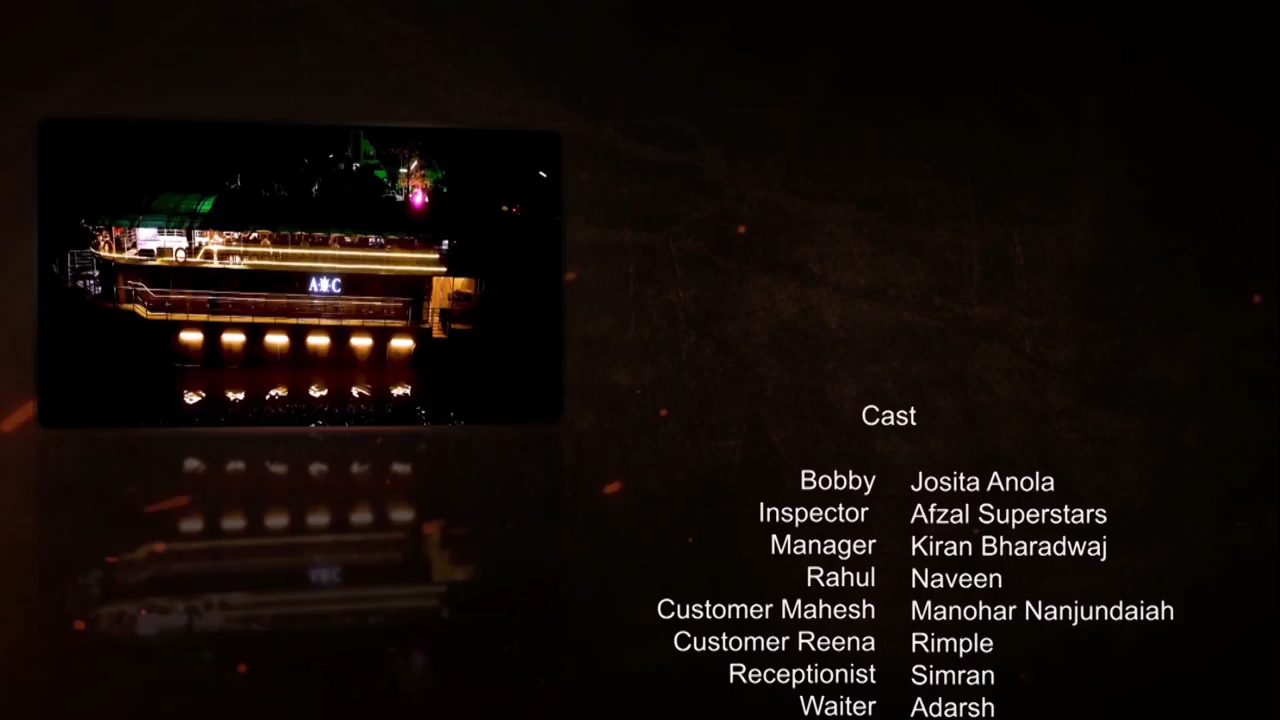 A C
Cast
Bobby Josita Anola
Inspector Afzal Superstars
Manager Kiran Bharadwaj
Rahul Naveen
Customer Mahesh Manohar Nanjundaiah
Customer Reena Rimple
Receptionist Simran
Waiter Adarsh